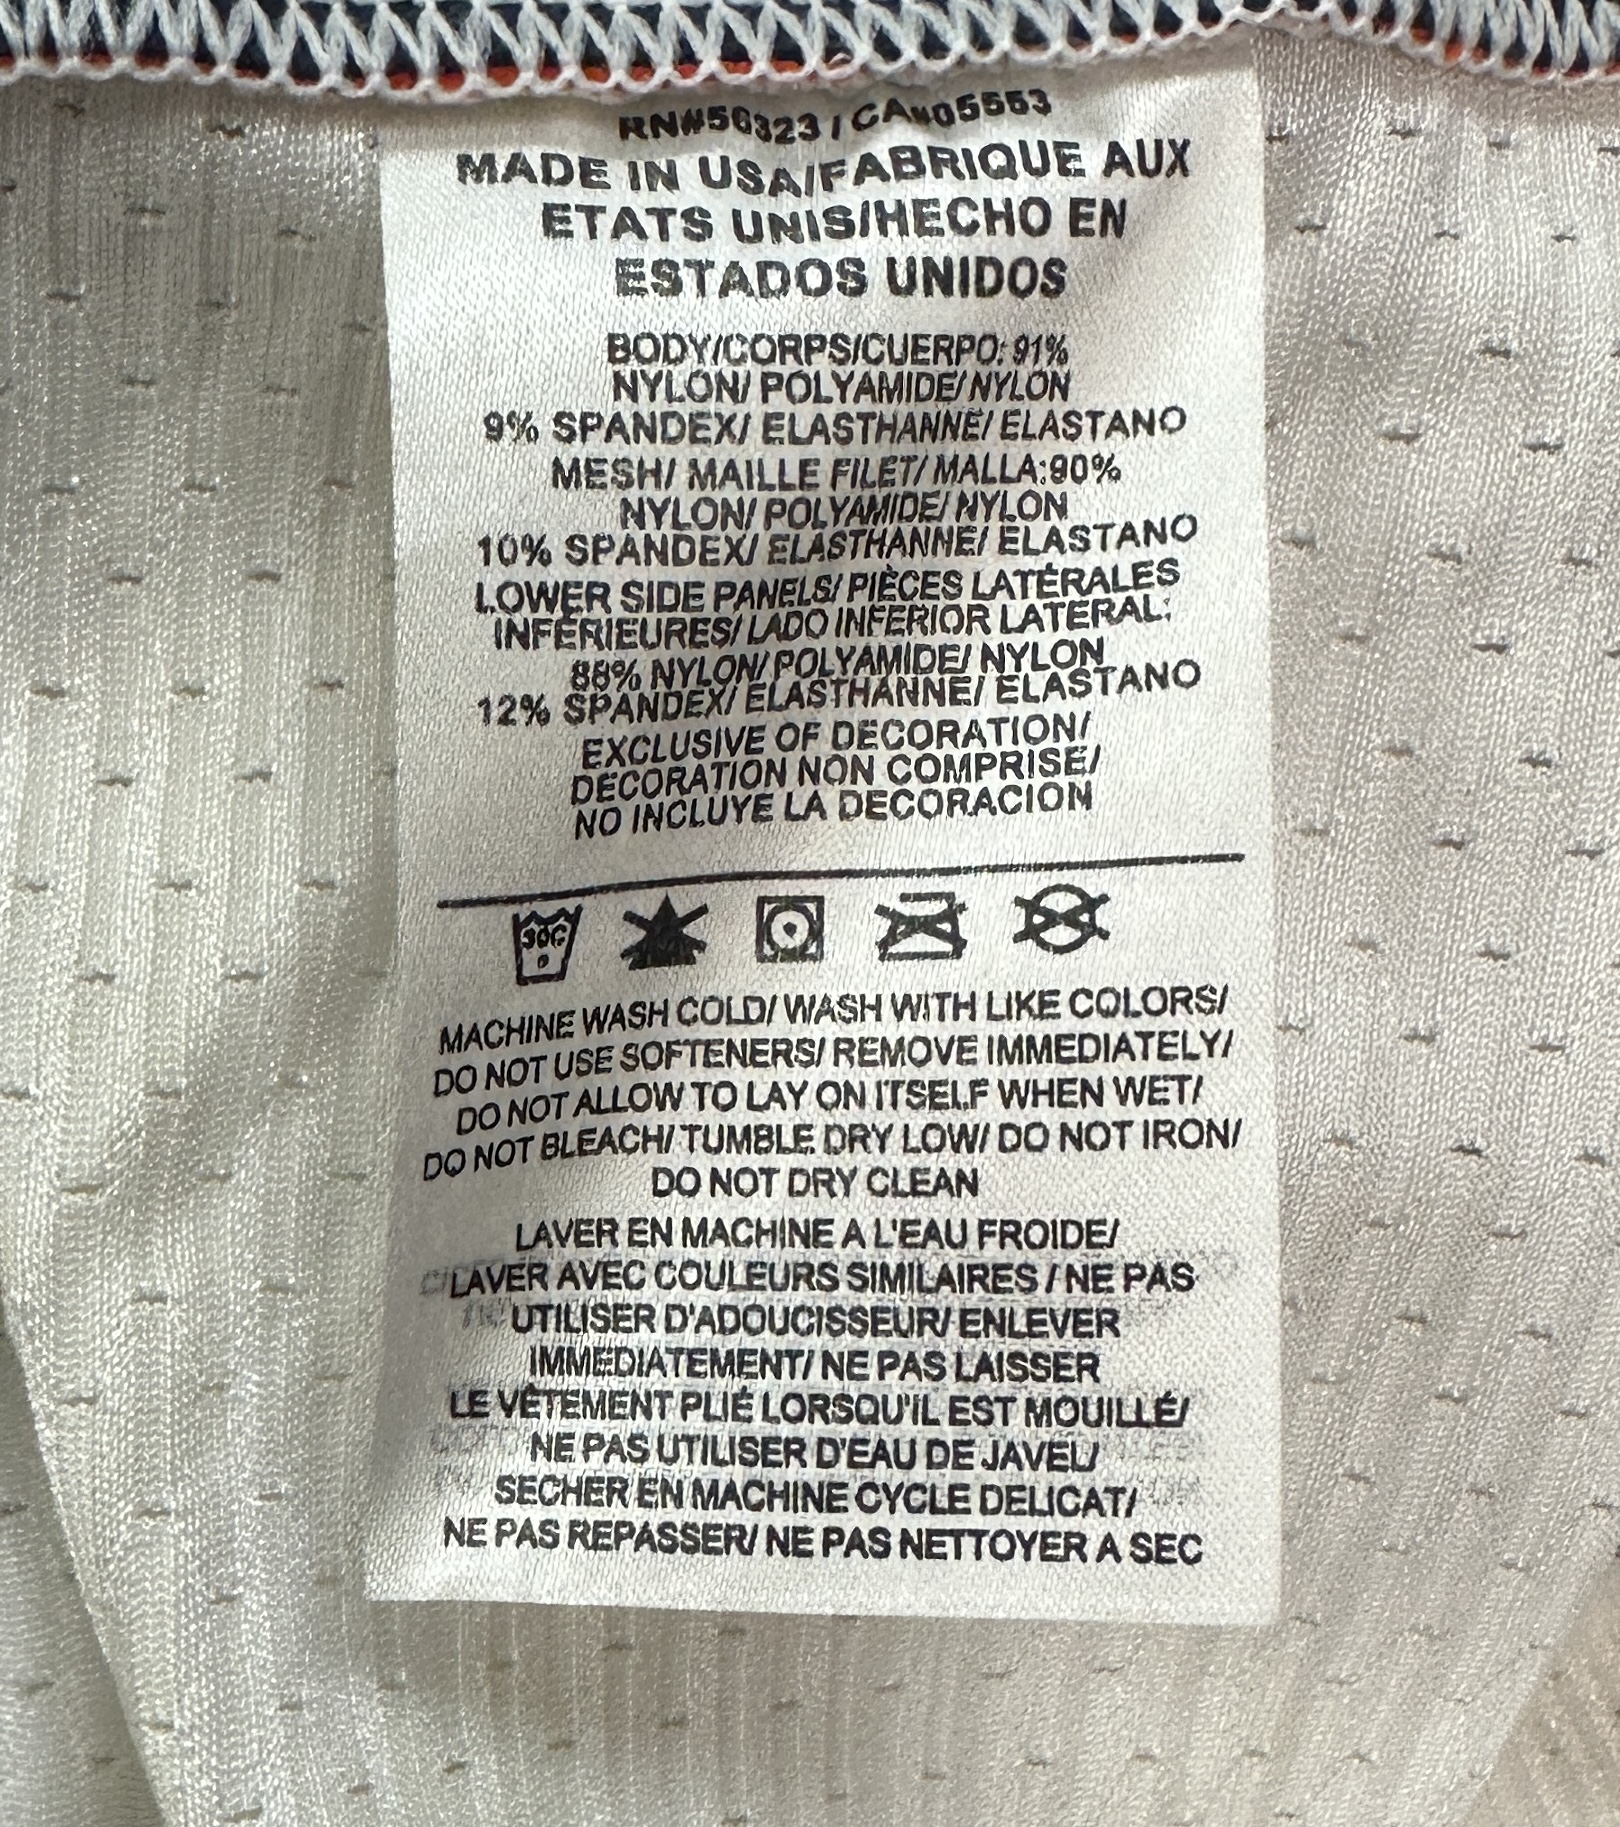 RN#56323 / CA#05553
MADE IN USA/FABRIQUE AUX
ETATS UNIS/HECHO EN
ESTADOS UNIDOS
BODY/CORPS/CUERPO: 91%
NYLON/ POLYAMIDE/ NYLON
9% SPANDEX/ ELASTHANNE/ ELASTANO
MESH/ MAILLE FILET/ MALLA:90%
NYLON/ POLYAMIDE/ NYLON
10% SPANDEX/ ELASTHANNE/ ELASTANO
LOWER SIDE PANELS/ PIÈCES LATÉRALES
INFÉRIEURES/ LADO INFERIOR LATERAL:
88% NYLON/ POLYAMIDE/ NYLON
12% SPANDEX/ ELASTHANNE/ ELASTANO
EXCLUSIVE OF DECORATION/
DECORATION NON COMPRISE/
NO INCLUYE LA DECORACION
30C
MACHINE WASH COLD/ WASH WITH LIKE COLORS/
DO NOT USE SOFTENERS/ REMOVE IMMEDIATELY/
DO NOT ALLOW TO LAY ON ITSELF WHEN WET/
DO NOT BLEACH/ TUMBLE DRY LOW/ DO NOT IRON/
DO NOT DRY CLEAN
LAVER EN MACHINE A L'EAU FROIDE/
LAVER AVEC COULEURS SIMILAIRES / NE PAS
UTILISER D'ADOUCISSEUR/ ENLEVER
IMMEDIATEMENT/ NE PAS LAISSER
LE VÊTEMENT PLIÉ LORSQU'IL EST MOUILLÉ/
NE PAS UTILISER D'EAU DE JAVEL/
SECHER EN MACHINE CYCLE DELICAT/
NE PAS REPASSER/ NE PAS NETTOYER A SEC